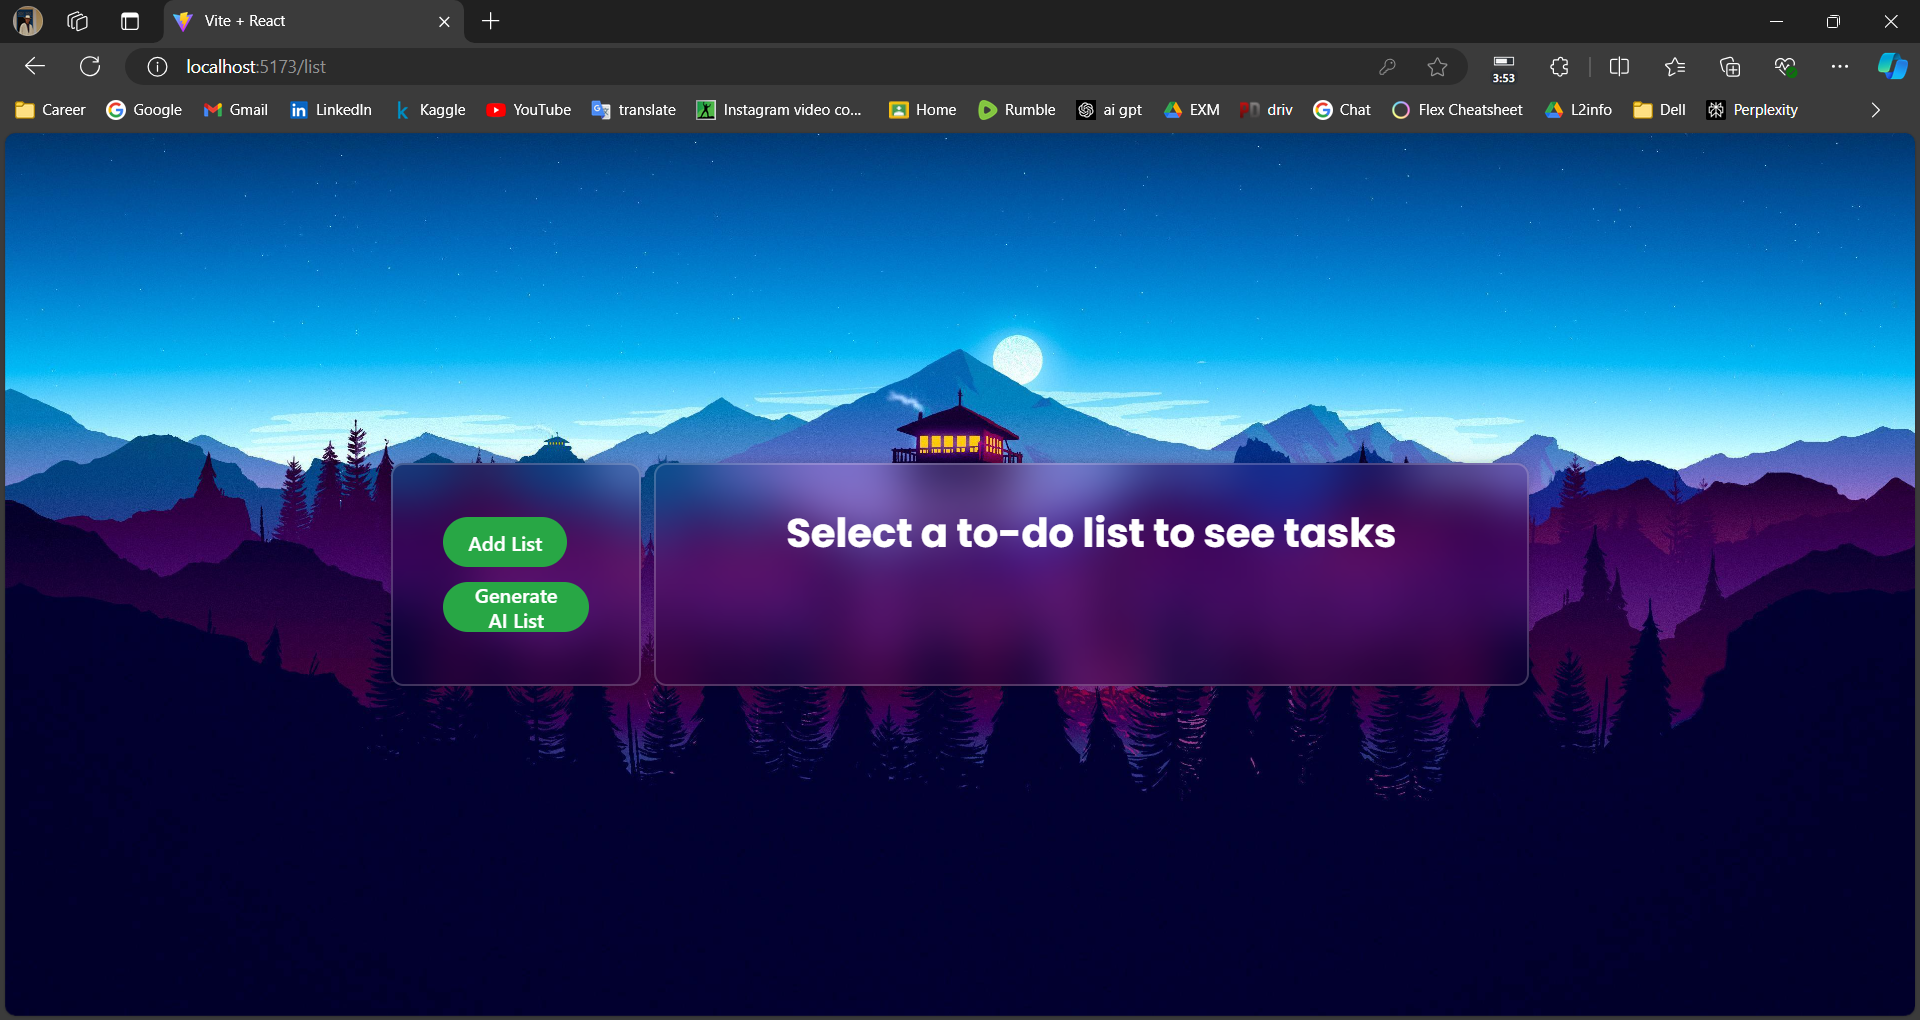 Vite + React
localhost:5173/list
3:53
Career Google Gmail LinkedIn Kaggle YouTube translate Instagram video co... Home Rumble ai gpt EXM driv Chat Flex Cheatsheet L2info Dell Perplexity
Add List
Generate
AI List
Select a to-do list to see tasks